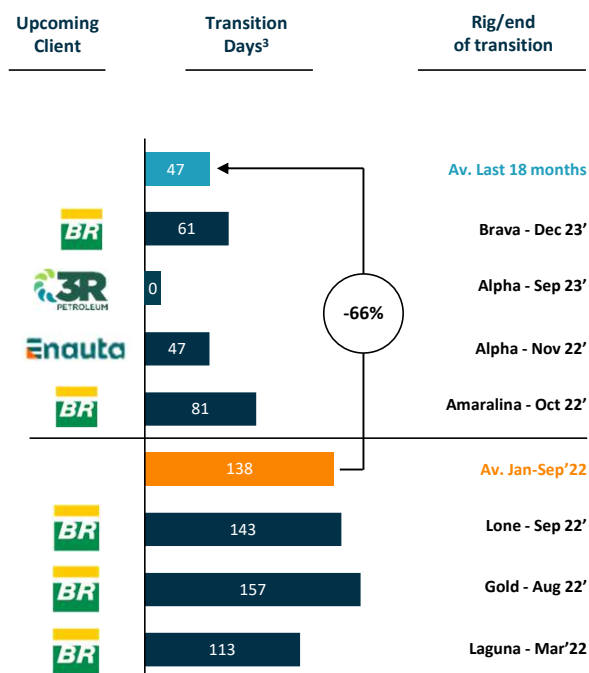 Upcoming Client
Transition Days³
Rig/end of transition
47
Av. Last 18 months
BR
61
Brava - Dec 23’
3R PETROLEUM
0
Alpha - Sep 23’
-66%
Enauta
47
Alpha - Nov 22’
BR
81
Amaralina - Oct 22’
138
Av. Jan-Sep’22
BR
143
Lone - Sep 22’
BR
157
Gold - Aug 22’
BR
113
Laguna - Mar’22